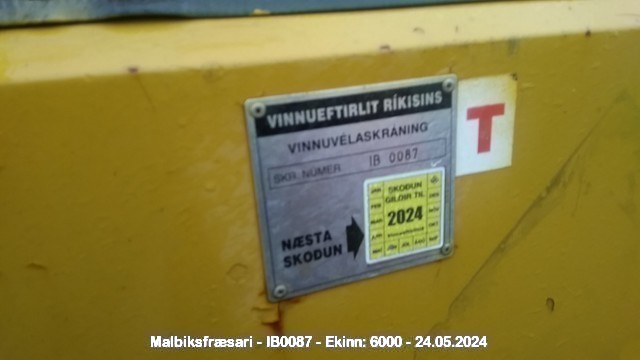 VINNUEFTIRLIT RÍKISINS
VINNUVÉLASKRÁNING
SKR. NÚMER IB 0087
T
SKOÐUN
GILDIR TIL
2024
Vinnueftirlitið
NÆSTA
SKOÐUN
Malbiksfræsari - IB0087 - Ekinn: 6000 - 24.05.2024